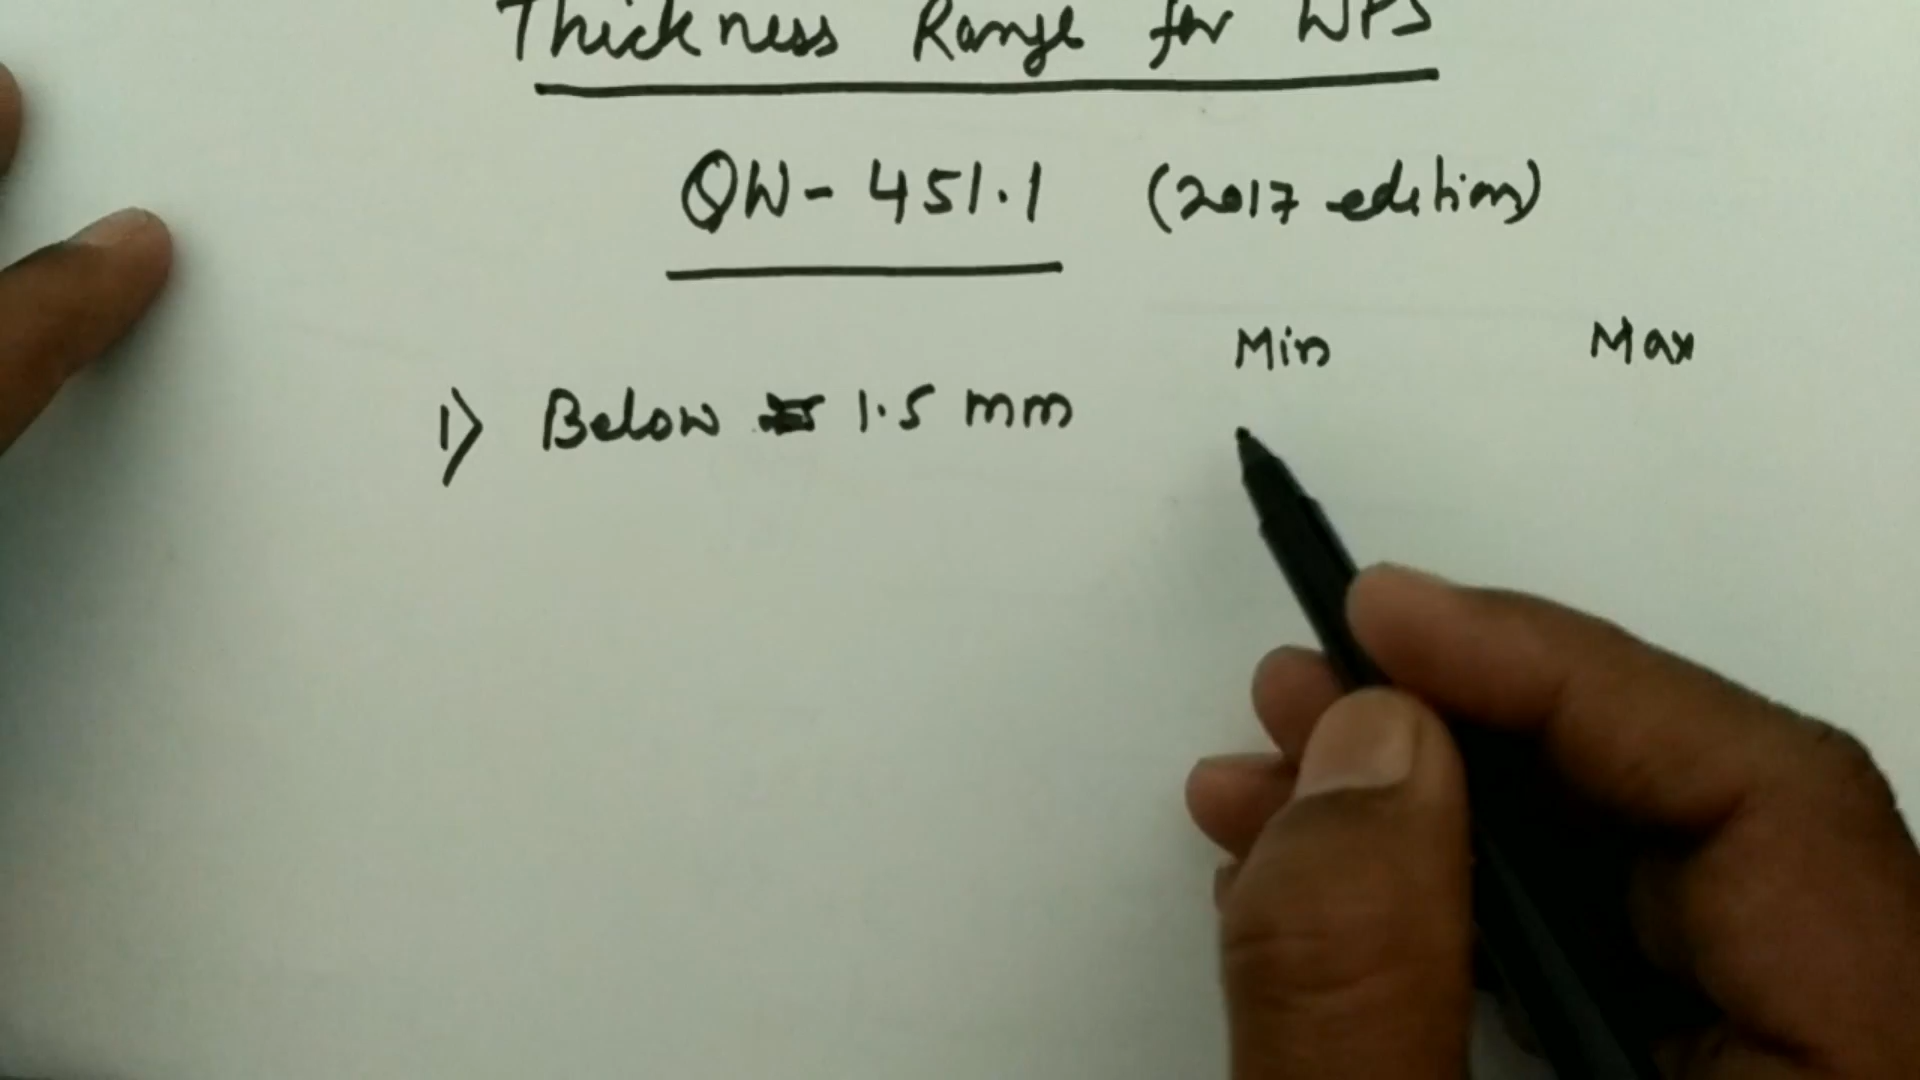 Thickness Range for WPS
QW-451.1 (2017 edition)
Min Max
1) Below 1.5 mm